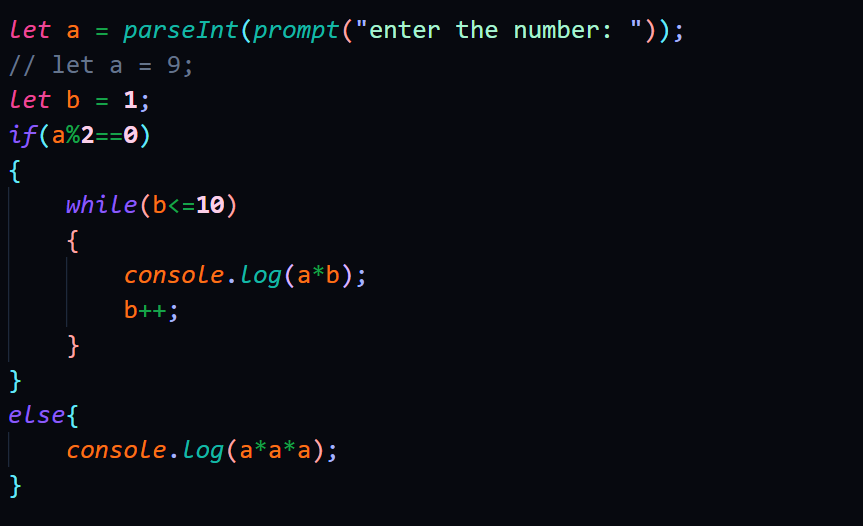 let a = parseInt(prompt("enter the number: "));
// let a = 9;
let b = 1;
if(a%2==0)
{
    while(b<=10)
    {
        console.log(a*b);
        b++;
    }
}
else{
    console.log(a*a*a);
}